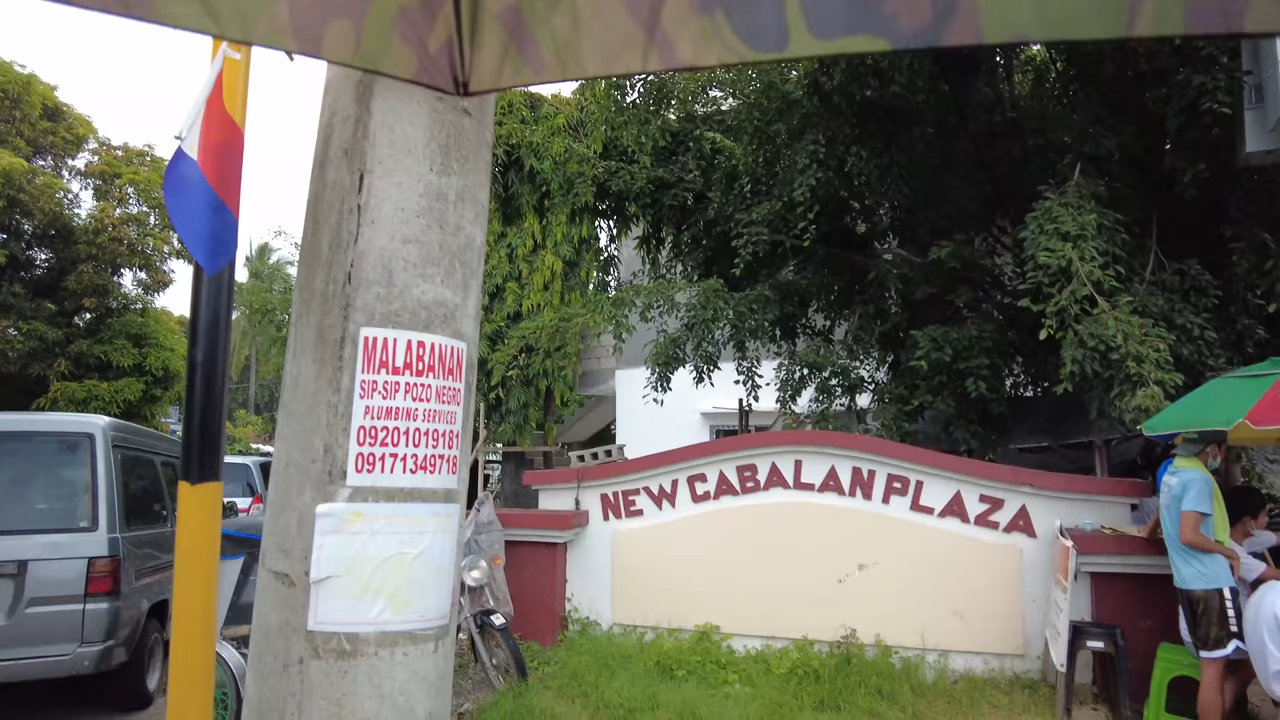 MALABANAN
SIP-SIP POZO NEGRO
PLUMBING SERVICES
09201019181
09171349718
NEW CABALAN PLAZA